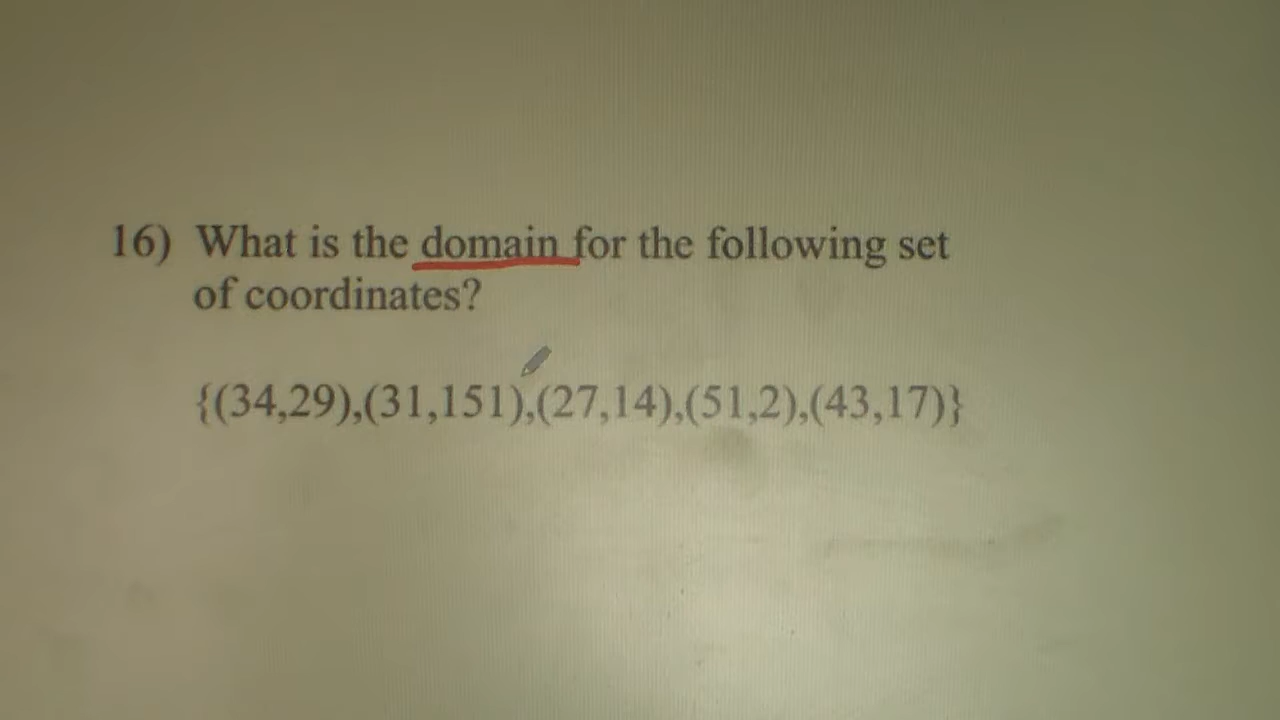 16) What is the domain for the following set
of coordinates?
{(34,29),(31,151),(27,14),(51,2),(43,17)}